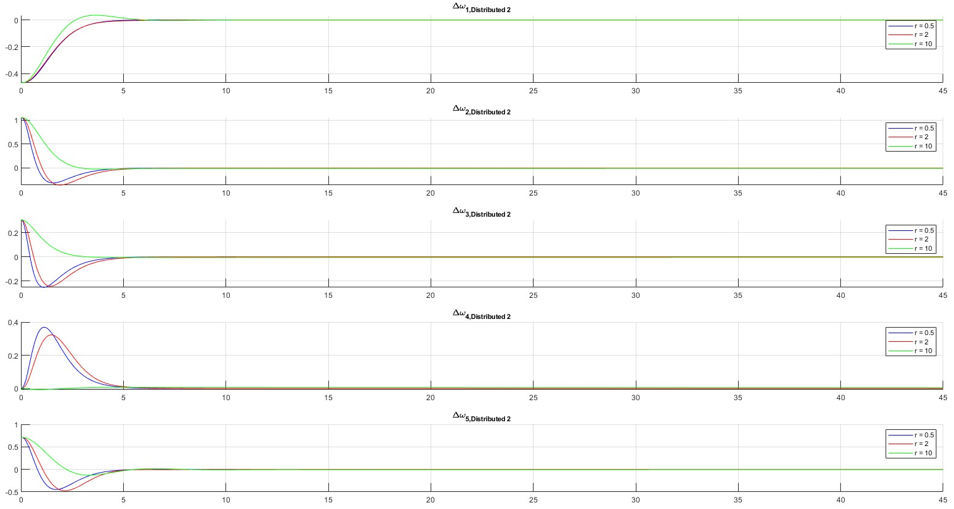 Δω1,Distributed 2
0
-0.2
-0.4
r = 0.5
r = 2
r = 10
0 5 10 15 20 25 30 35 40 45
Δω2,Distributed 2
1
0.5
0
r = 0.5
r = 2
r = 10
0 5 10 15 20 25 30 35 40 45
Δω3,Distributed 2
0.2
0
-0.2
r = 0.5
r = 2
r = 10
0 5 10 15 20 25 30 35 40 45
Δω4,Distributed 2
0.4
0.2
0
r = 0.5
r = 2
r = 10
0 5 10 15 20 25 30 35 40 45
Δω5,Distributed 2
1
0.5
0
-0.5
r = 0.5
r = 2
r = 10
0 5 10 15 20 25 30 35 40 45